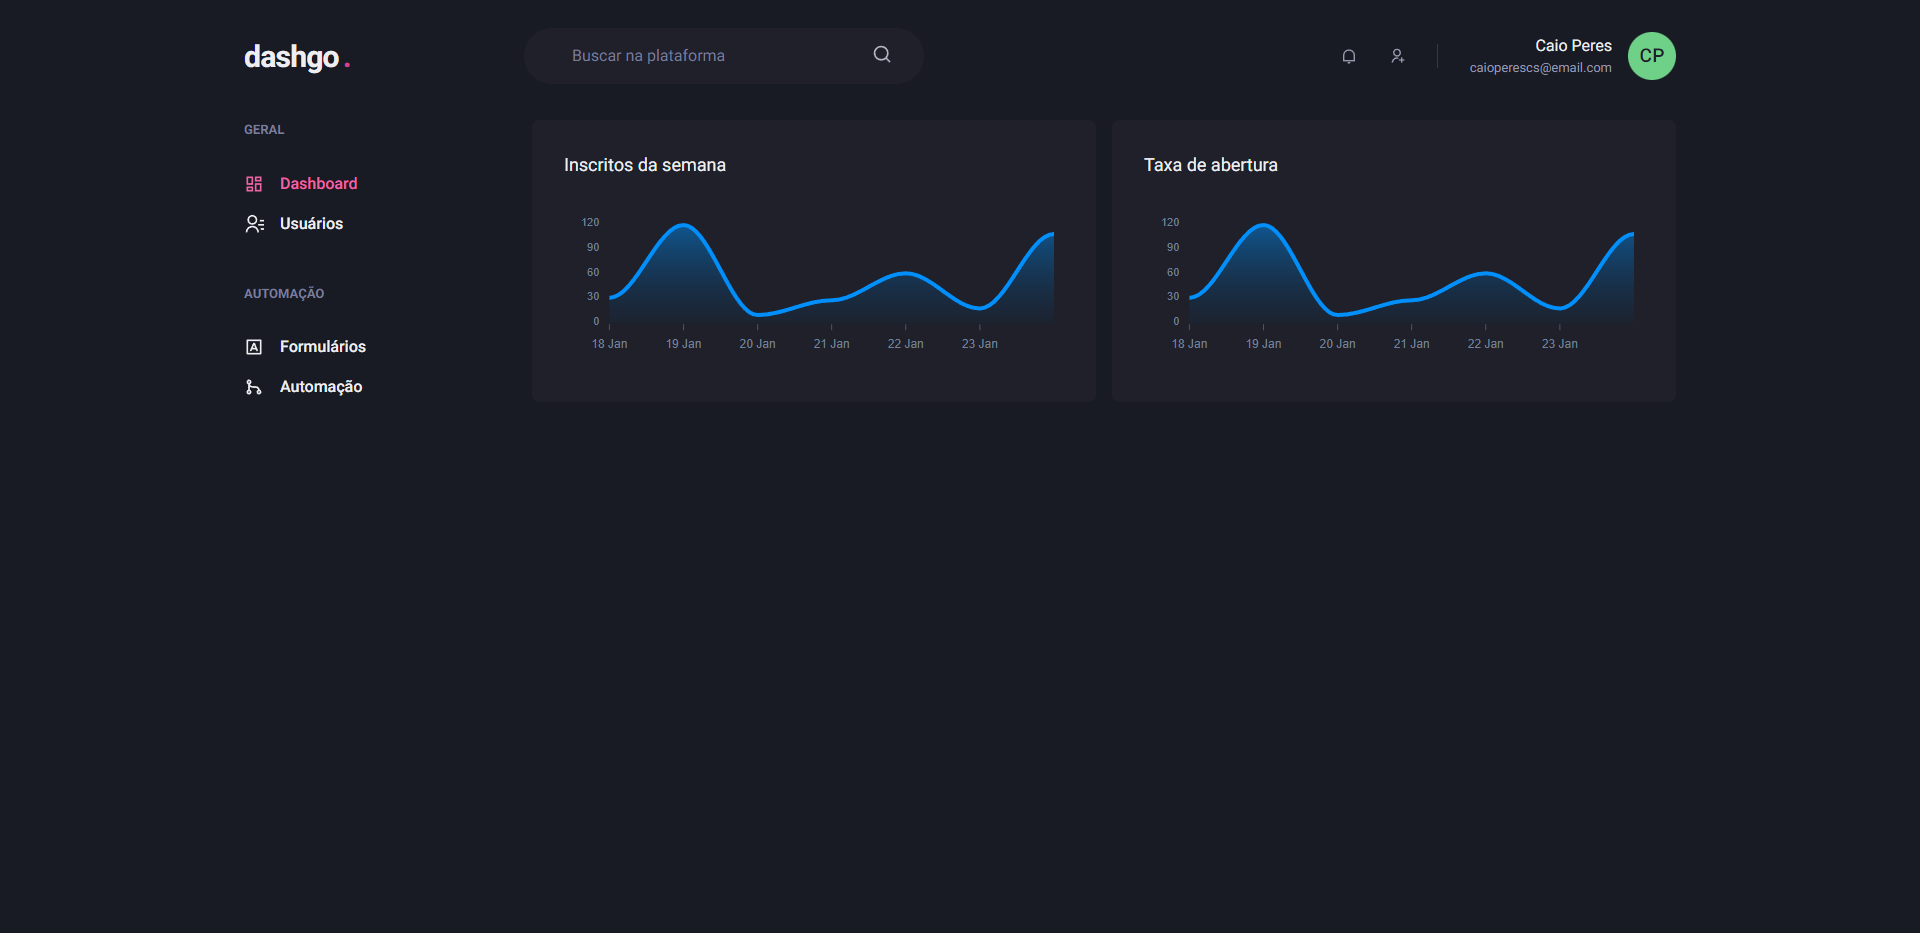 dashgo.
Buscar na plataforma
Caio Peres
caioperescs@email.com
CP
GERAL
Dashboard
Usuários
AUTOMAÇÃO
Formulários
Automação
Inscritos da semana
120
90
60
30
0
18 Jan 19 Jan 20 Jan 21 Jan 22 Jan 23 Jan
Taxa de abertura
120
90
60
30
0
18 Jan 19 Jan 20 Jan 21 Jan 22 Jan 23 Jan